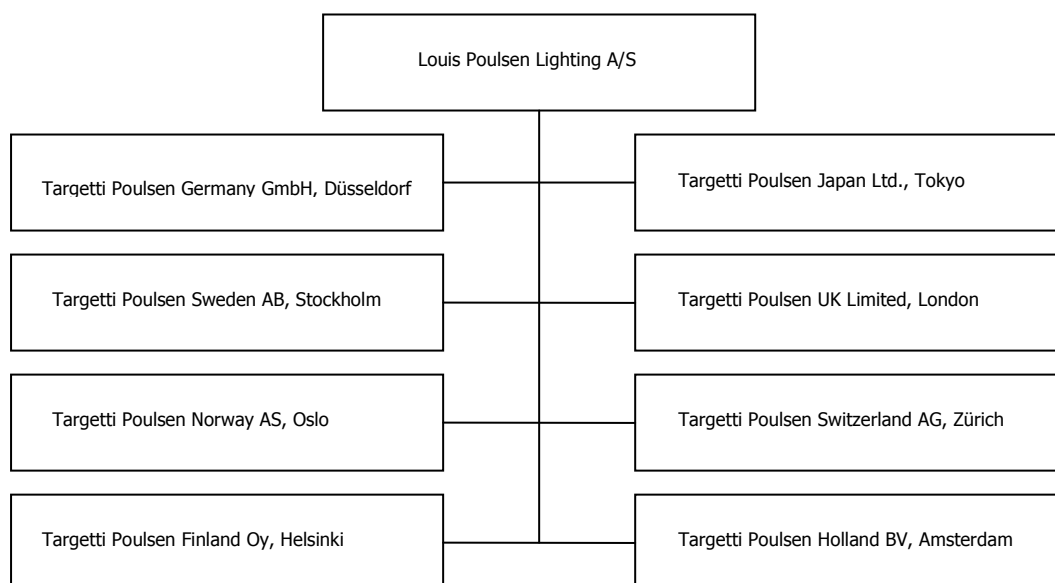 Louis Poulsen Lighting A/S
Targetti Poulsen Germany GmbH, Düsseldorf
Targetti Poulsen Japan Ltd., Tokyo
Targetti Poulsen Sweden AB, Stockholm
Targetti Poulsen UK Limited, London
Targetti Poulsen Norway AS, Oslo
Targetti Poulsen Switzerland AG, Zürich
Targetti Poulsen Finland Oy, Helsinki
Targetti Poulsen Holland BV, Amsterdam